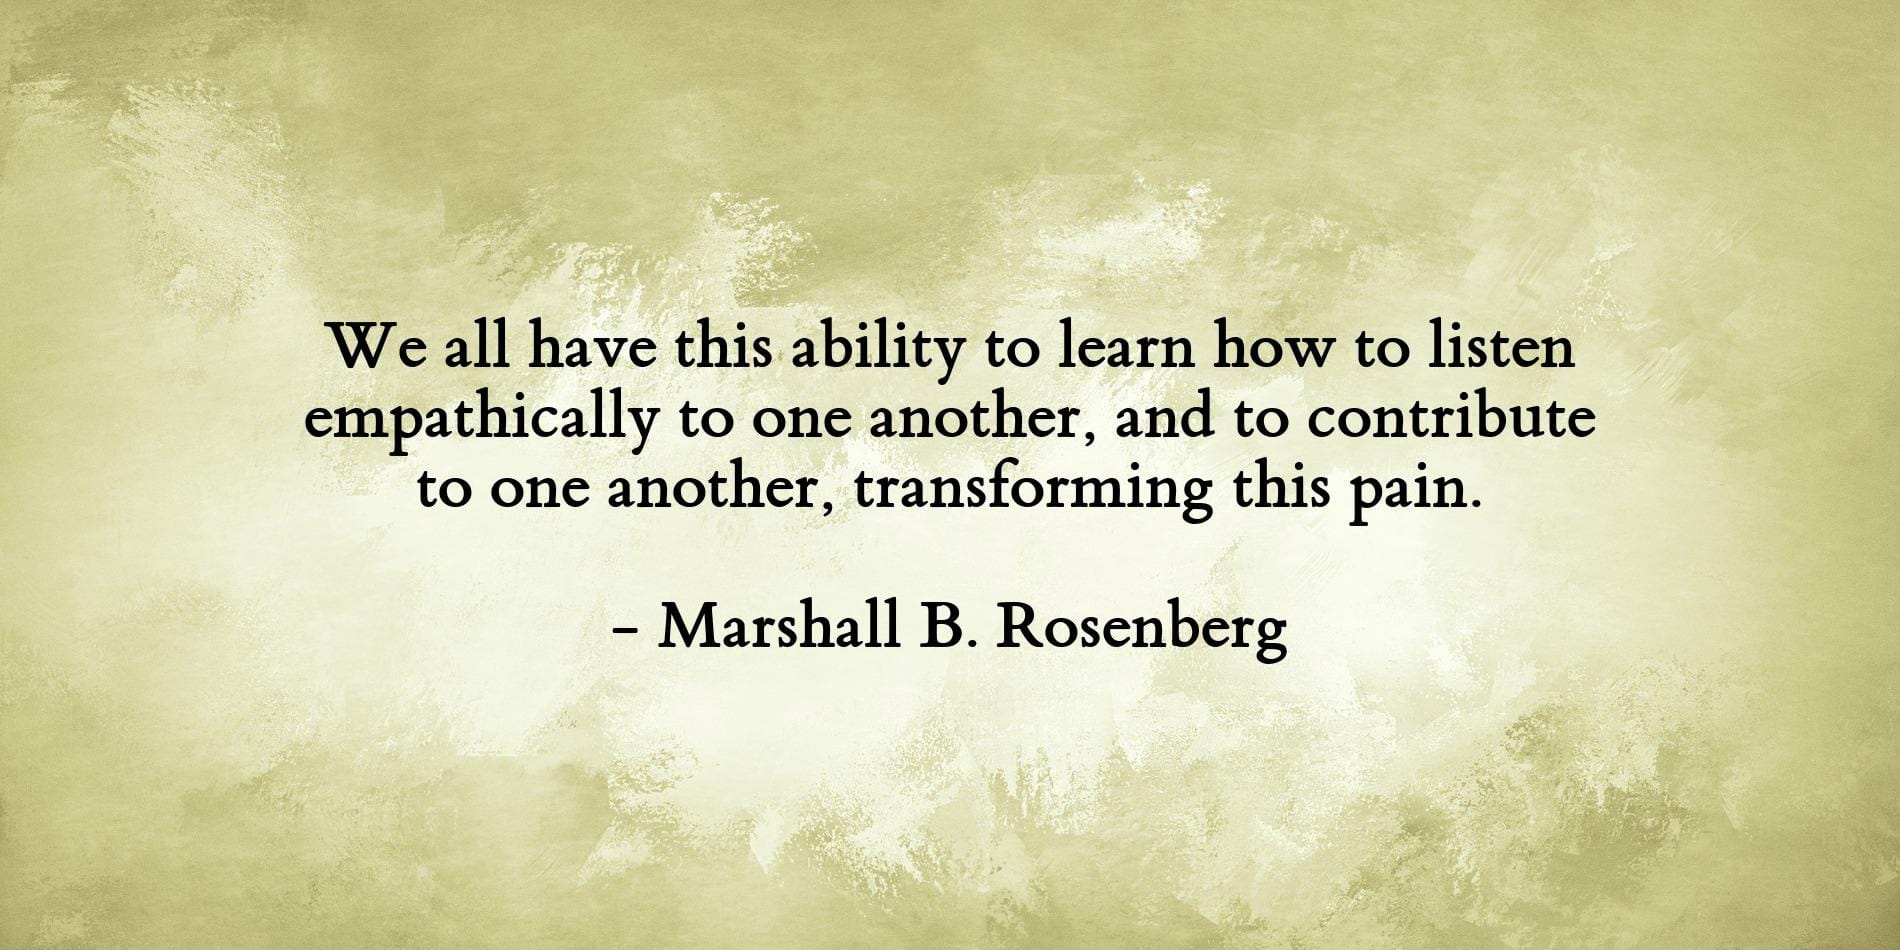 We all have this ability to learn how to listen
empathically to one another, and to contribute
to one another, transforming this pain.
– Marshall B. Rosenberg